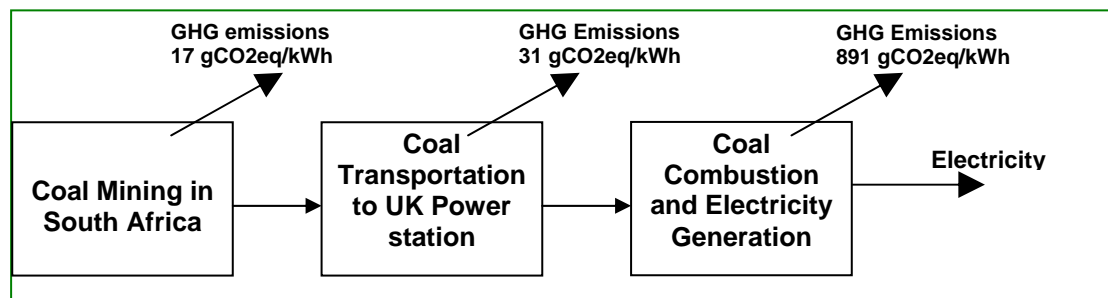 GHG emissions
17 gCO2eq/kWh
GHG Emissions
31 gCO2eq/kWh
GHG Emissions
891 gCO2eq/kWh
Coal Mining in
South Africa
Coal
Transportation
to UK Power
station
Coal
Combustion
and Electricity
Generation
Electricity